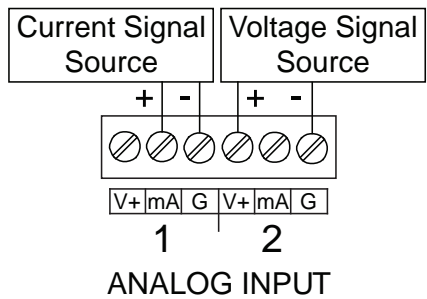 Current Signal Source
Voltage Signal Source
+ - + -
V+ mA G V+ mA G
1 2
ANALOG INPUT